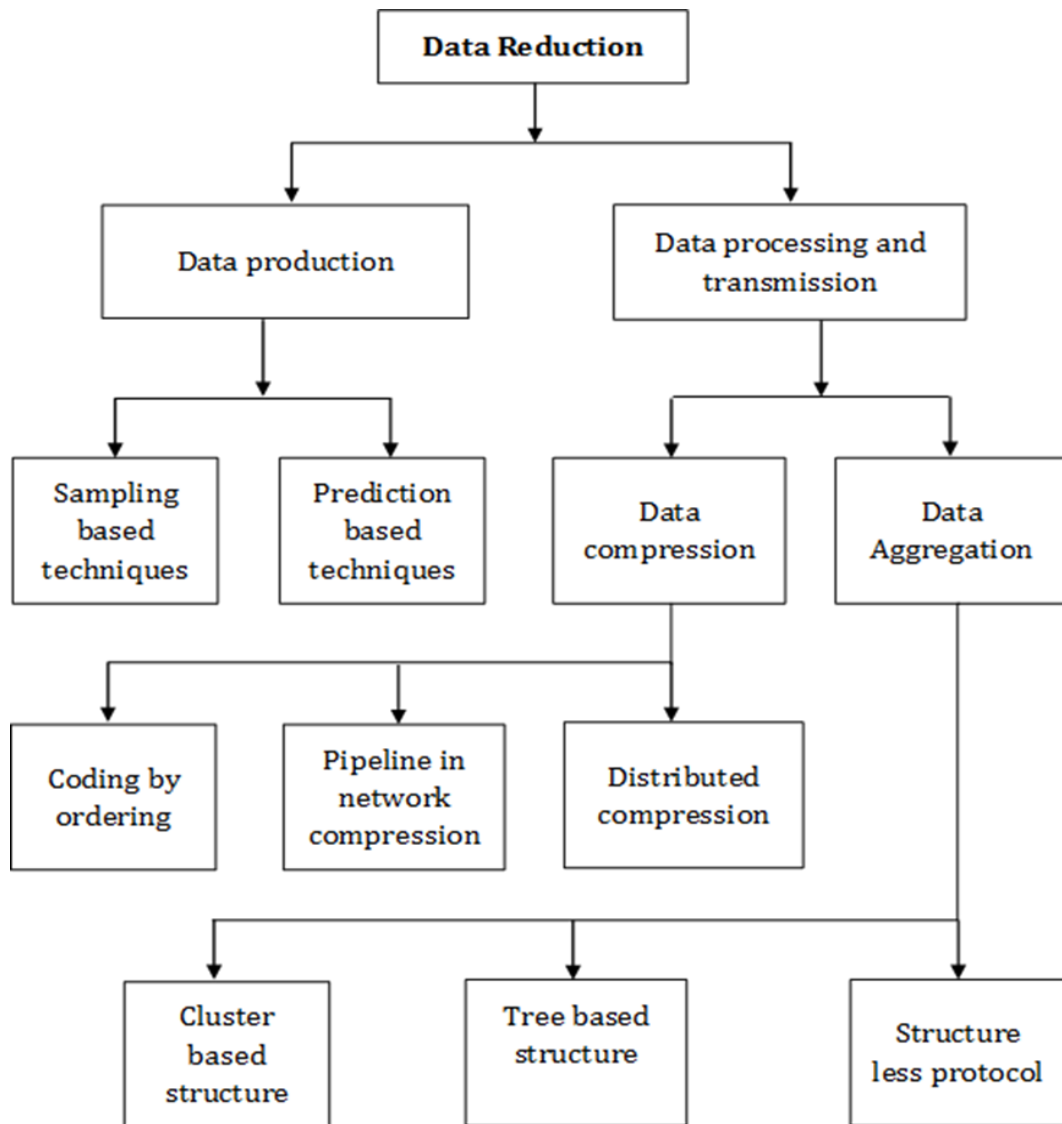 Data Reduction
Data production
Data processing and
transmission
Sampling
based
techniques
Prediction
based
techniques
Data
compression
Data
Aggregation
Coding by
ordering
Pipeline in
network
compression
Distributed
compression
Cluster
based
structure
Tree based
structure
Structure
less protocol